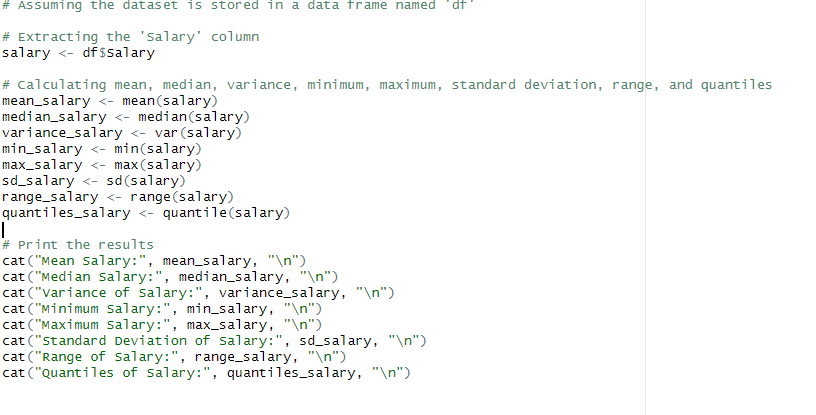 # Assuming the dataset is stored in a data frame named 'df'
# Extracting the 'Salary' column
salary <- df$Salary
# Calculating mean, median, variance, minimum, maximum, standard deviation, range, and quantiles
mean_salary <- mean(salary)
median_salary <- median(salary)
variance_salary <- var(salary)
min_salary <- min(salary)
max_salary <- max(salary)
sd_salary <- sd(salary)
range_salary <- range(salary)
quantiles_salary <- quantile(salary)
# Print the results
cat("Mean Salary:", mean_salary, "\n")
cat("Median Salary:", median_salary, "\n")
cat("Variance of Salary:", variance_salary, "\n")
cat("Minimum Salary:", min_salary, "\n")
cat("Maximum Salary:", max_salary, "\n")
cat("Standard Deviation of Salary:", sd_salary, "\n")
cat("Range of Salary:", range_salary, "\n")
cat("Quantiles of Salary:", quantiles_salary, "\n")